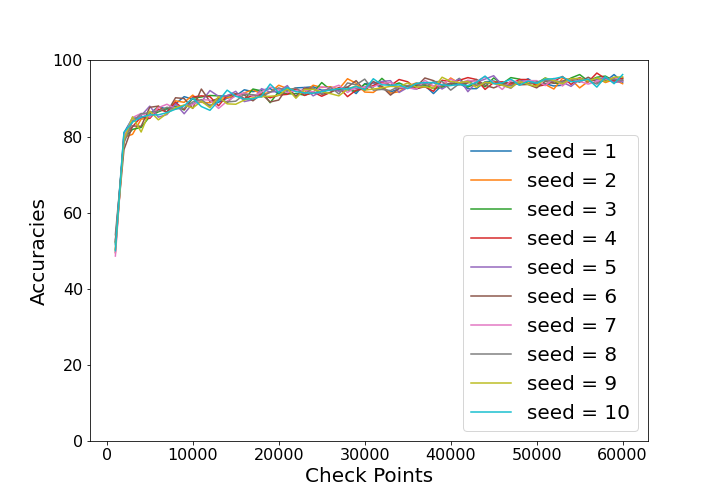 100
80
60
40
20
0
Accuracies
seed = 1
seed = 2
seed = 3
seed = 4
seed = 5
seed = 6
seed = 7
seed = 8
seed = 9
seed = 10
0 10000 20000 30000 40000 50000 60000
Check Points